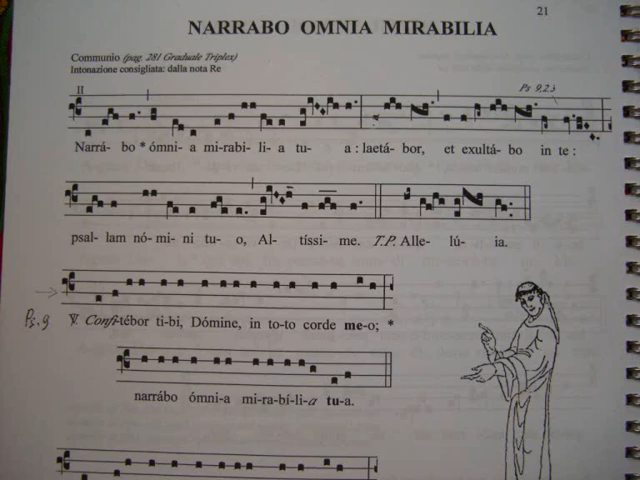 21
NARRABO OMNIA MIRABILIA
Communio (pag. 281 Graduale Triplex)
Intonazione consigliata: dalla nota Re
II
Ps 9,2.3
Narrá- bo * ómni- a mi-rabi- li- a tu- a : laetá- bor, et exultá- bo in te :
psal- lam nó- mi- ni tu- o, Al- tíssi- me. T.P. Alle- lú- ia.
Ps. 9
℣. Confi-tébor ti-bi, Dómine, in to-to corde me-o; *
narrábo ómni-a mi-ra-bí-li-a tu-a.